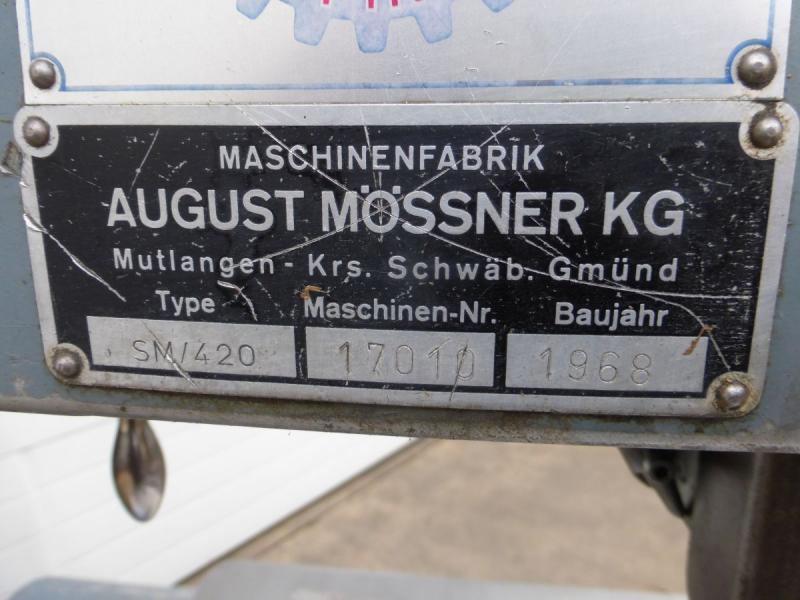 MASCHINENFABRIK
AUGUST MÖSSNER KG
Mutlangen - Krs. Schwäb. Gmünd
Type Maschinen-Nr. Baujahr
SM/420 17010 1968